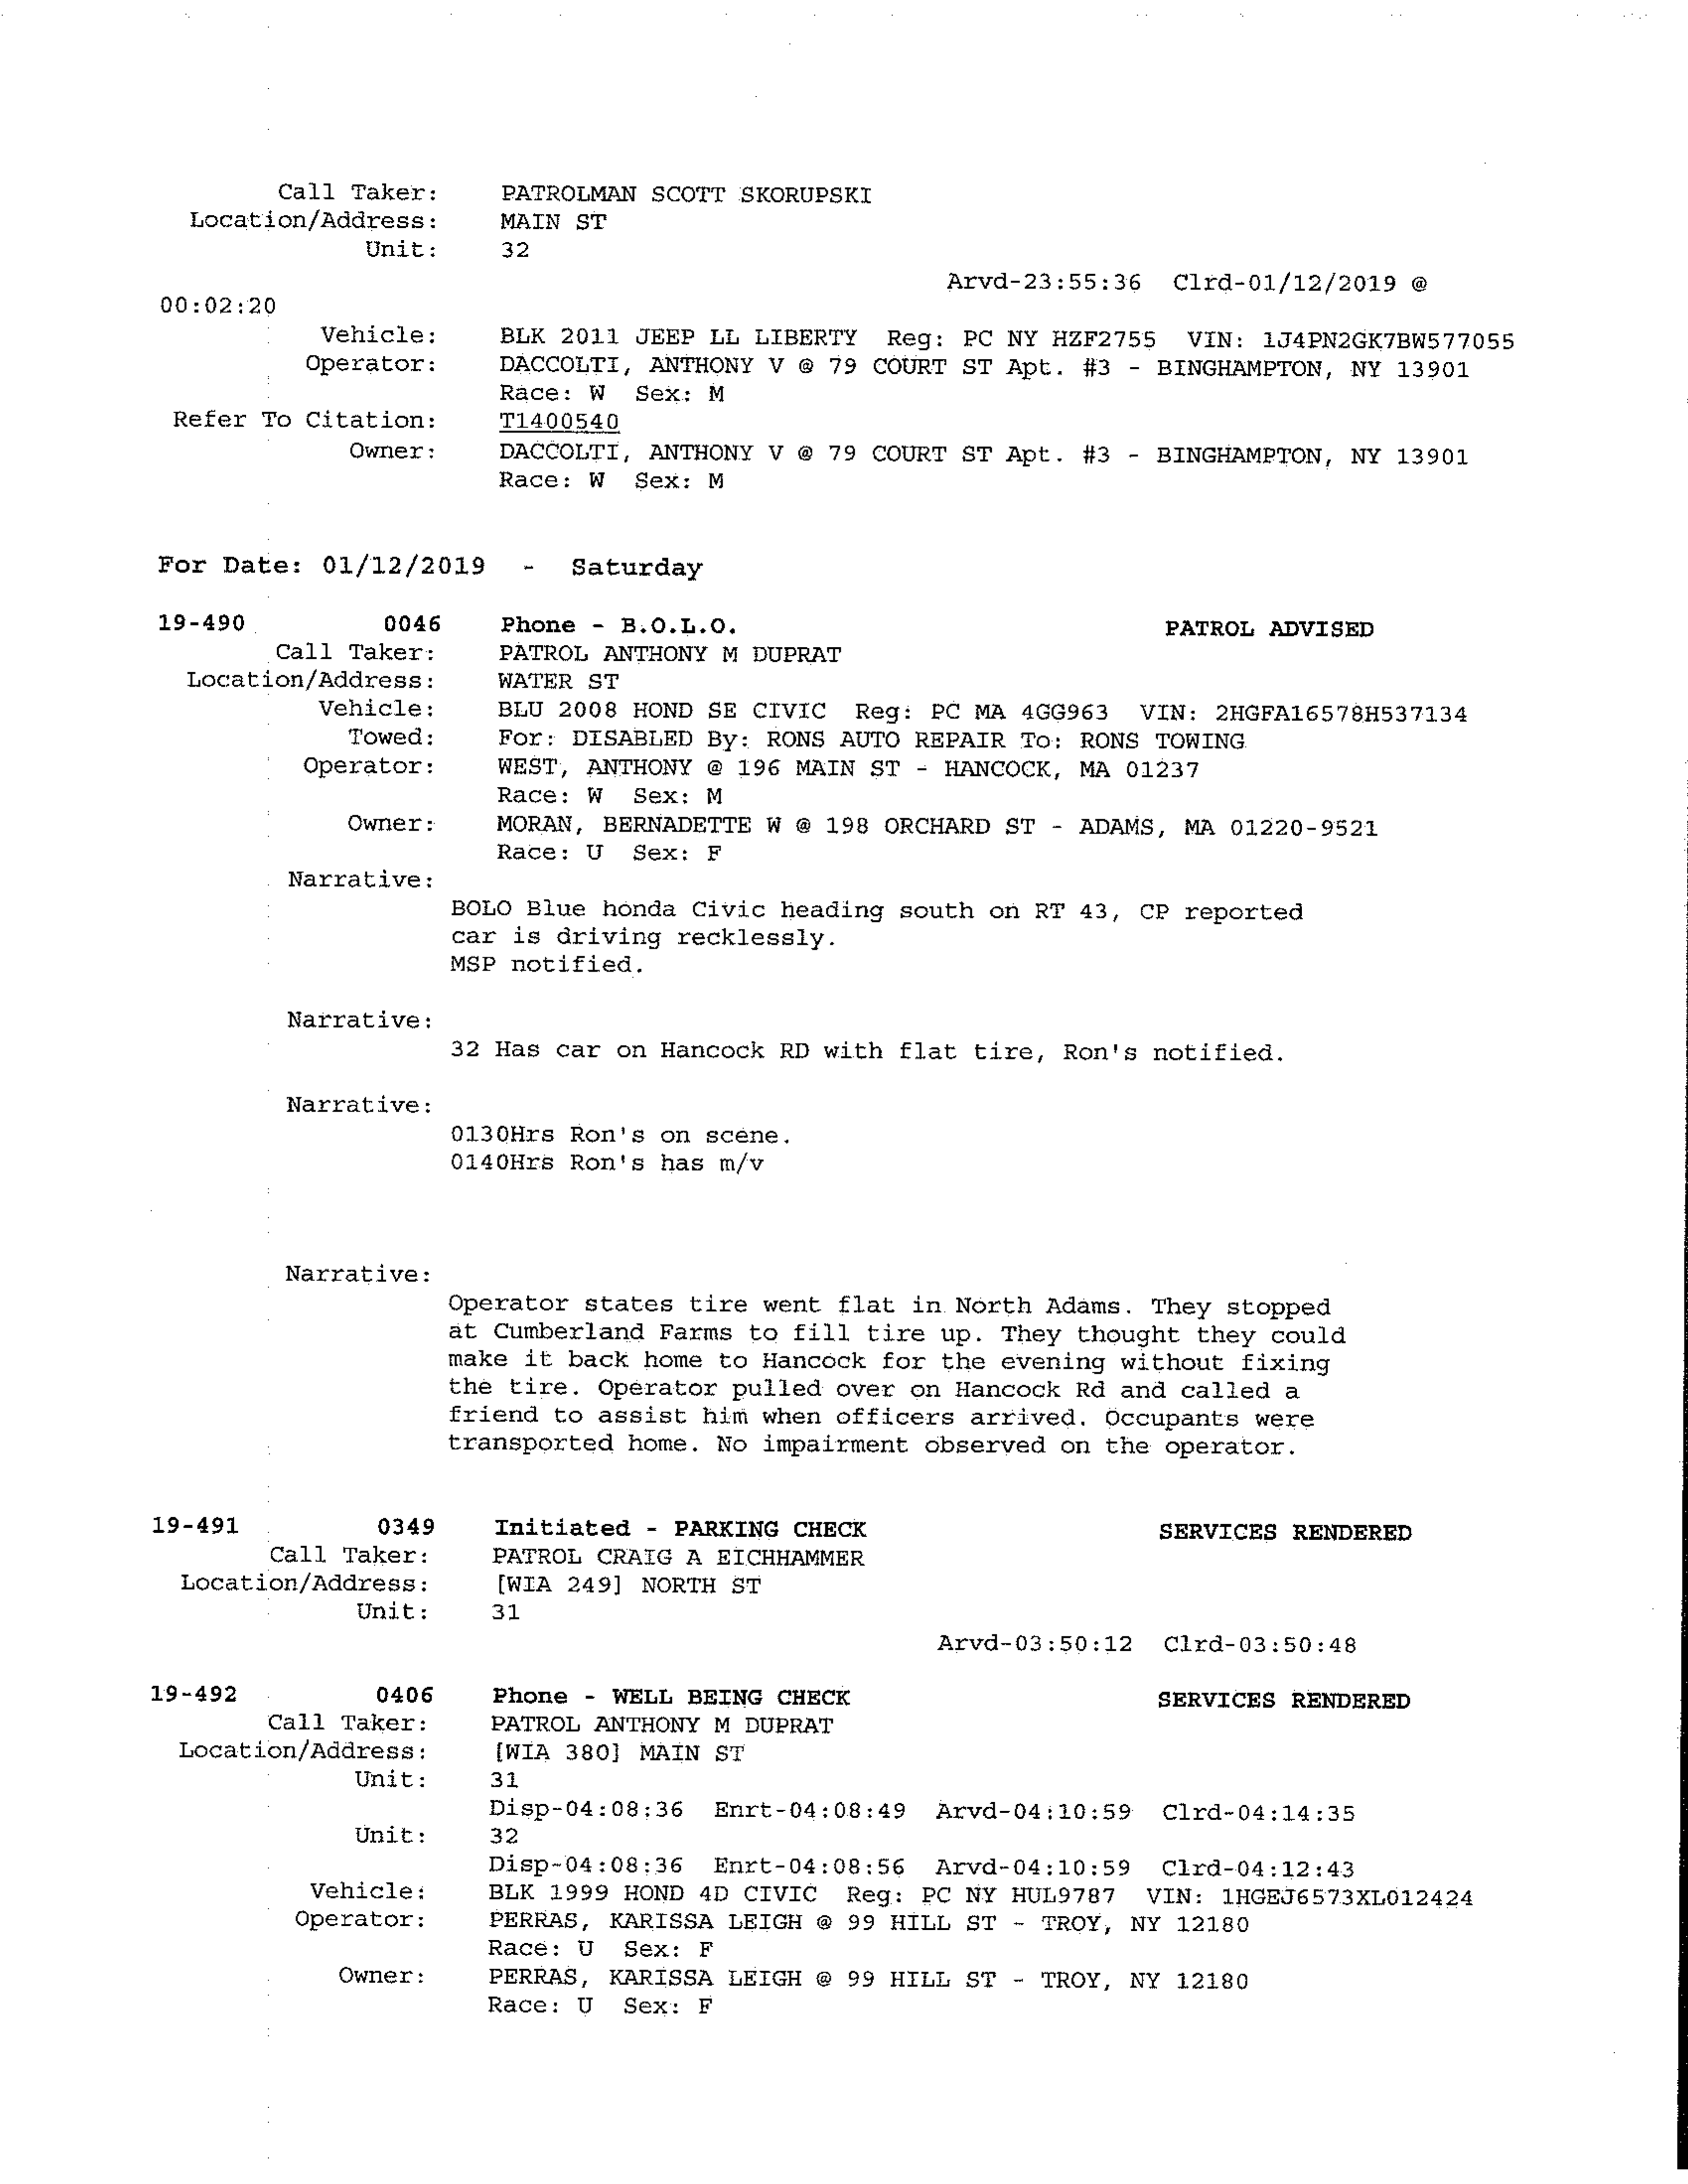 Call Taker: PATROLMAN SCOTT SKORUPSKI
Location/Address: MAIN ST
Unit: 32
Arvd-23:55:36 Clrd-01/12/2019 @
00:02:20
Vehicle: BLK 2011 JEEP LL LIBERTY Reg: PC NY HZF2755 VIN: 1J4PN2GK7BW577055
Operator: DACCOLTI, ANTHONY V @ 79 COURT ST Apt. #3 - BINGHAMPTON, NY 13901
Race: W Sex: M
Refer To Citation: T1400540
Owner: DACCOLTI, ANTHONY V @ 79 COURT ST Apt. #3 - BINGHAMPTON, NY 13901
Race: W Sex: M
For Date: 01/12/2019 - Saturday
19-490 0046 Phone - B.O.L.O. PATROL ADVISED
Call Taker: PATROL ANTHONY M DUPRAT
Location/Address: WATER ST
Vehicle: BLU 2008 HOND SE CIVIC Reg: PC MA 4GG963 VIN: 2HGFA16578H537134
Towed: For: DISABLED By: RONS AUTO REPAIR To: RONS TOWING
Operator: WEST, ANTHONY @ 196 MAIN ST - HANCOCK, MA 01237
Race: W Sex: M
Owner: MORAN, BERNADETTE W @ 198 ORCHARD ST - ADAMS, MA 01220-9521
Race: U Sex: F
Narrative:
BOLO Blue honda Civic heading south on RT 43, CP reported
car is driving recklessly.
MSP notified.
Narrative:
32 Has car on Hancock RD with flat tire, Ron's notified.
Narrative:
0130Hrs Ron's on scene.
0140Hrs Ron's has m/v
Narrative:
Operator states tire went flat in North Adams. They stopped
at Cumberland Farms to fill tire up. They thought they could
make it back home to Hancock for the evening without fixing
the tire. Operator pulled over on Hancock Rd and called a
friend to assist him when officers arrived. Occupants were
transported home. No impairment observed on the operator.
19-491 0349 Initiated - PARKING CHECK SERVICES RENDERED
Call Taker: PATROL CRAIG A EICHHAMMER
Location/Address: [WIA 249] NORTH ST
Unit: 31
Arvd-03:50:12 Clrd-03:50:48
19-492 0406 Phone - WELL BEING CHECK SERVICES RENDERED
Call Taker: PATROL ANTHONY M DUPRAT
Location/Address: [WIA 380] MAIN ST
Unit: 31
Disp-04:08:36 Enrt-04:08:49 Arvd-04:10:59 Clrd-04:14:35
Unit: 32
Disp-04:08:36 Enrt-04:08:56 Arvd-04:10:59 Clrd-04:12:43
Vehicle: BLK 1999 HOND 4D CIVIC Reg: PC NY HUL9787 VIN: 1HGEJ6573XL012424
Operator: PERRAS, KARISSA LEIGH @ 99 HILL ST - TROY, NY 12180
Race: U Sex: F
Owner: PERRAS, KARISSA LEIGH @ 99 HILL ST - TROY, NY 12180
Race: U Sex: F